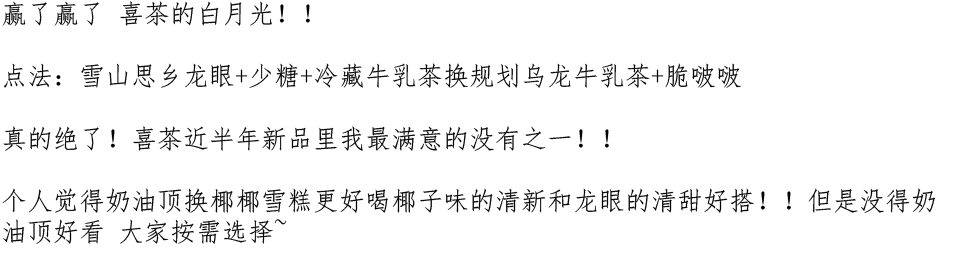 赢了赢了 喜茶的白月光！！
点法：雪山思乡龙眼+少糖+冷藏牛乳茶换规划乌龙牛乳茶+脆啵啵
真的绝了！喜茶近半年新品里我最满意的没有之一！！
个人觉得奶油顶换椰椰雪糕更好喝椰子味的清新和龙眼的清甜好搭！！但是没得奶
油顶好看 大家按需选择~